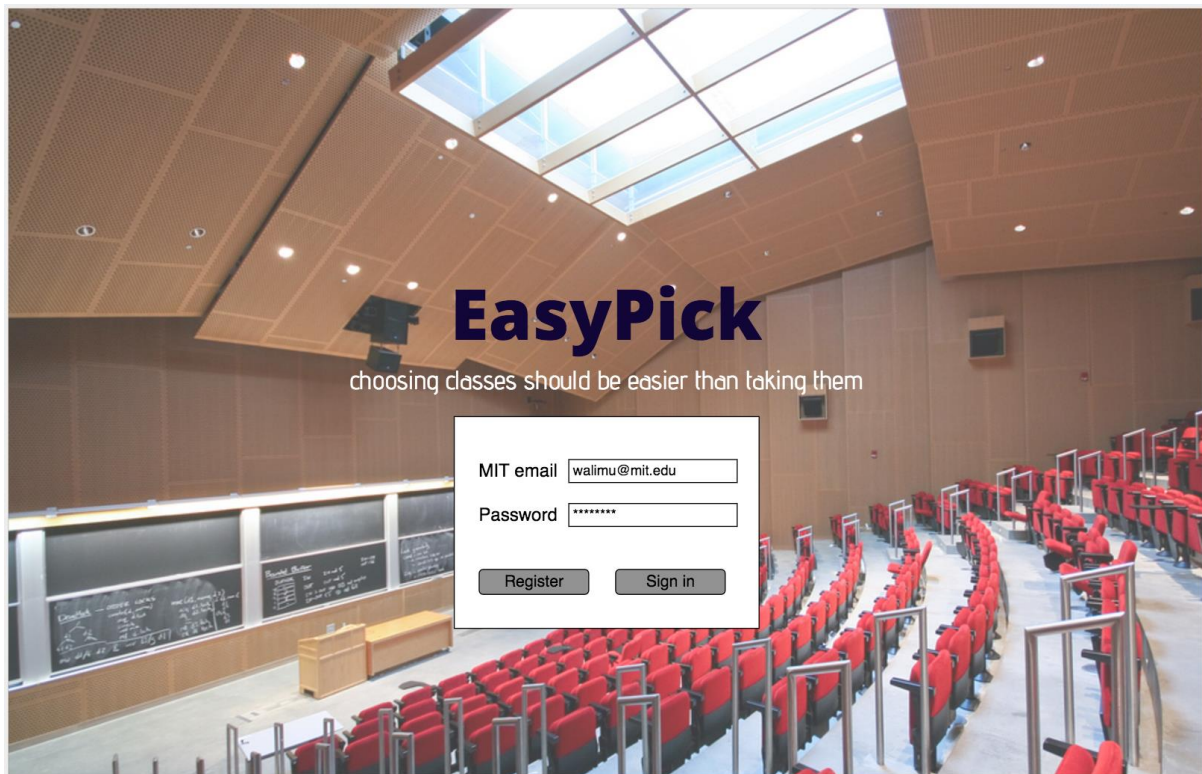 EasyPick
choosing classes should be easier than taking them
MIT email walimu@mit.edu
Password ********
Register Sign in